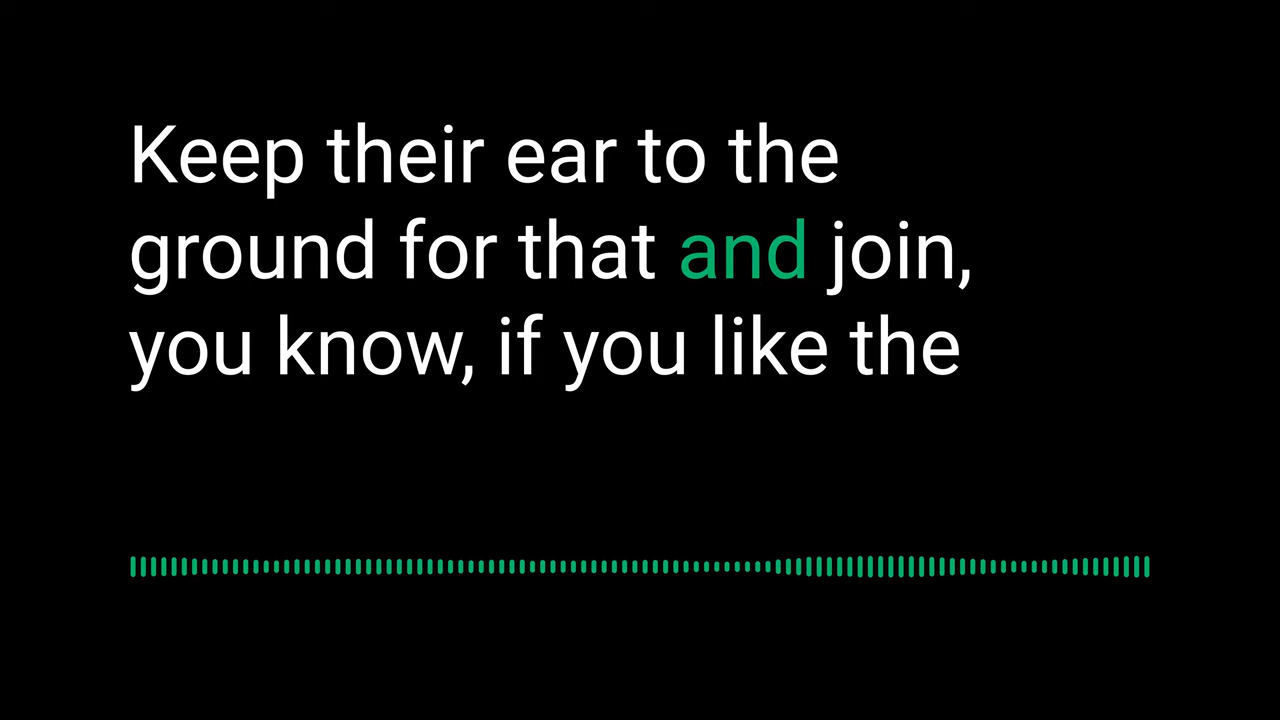 Keep their ear to the
ground for that and join,
you know, if you like the